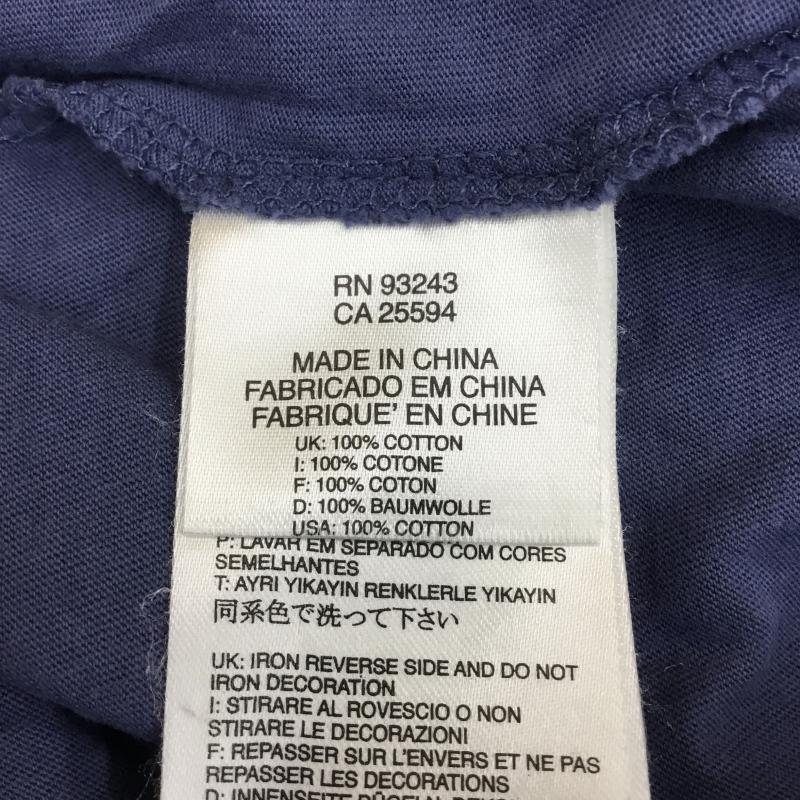 RN 93243
CA 25594
MADE IN CHINA
FABRICADO EM CHINA
FABRIQUE' EN CHINE
UK: 100% COTTON
I: 100% COTONE
F: 100% COTON
D: 100% BAUMWOLLE
USA: 100% COTTON
P: LAVAR EM SEPARADO COM CORES
SEMELHANTES
T: AYRI YIKAYIN RENKLERLE YIKAYIN
同系色で洗って下さい
UK: IRON REVERSE SIDE AND DO NOT
IRON DECORATION
I: STIRARE AL ROVESCIO O NON
STIRARE LE DECORAZIONI
F: REPASSER SUR L'ENVERS ET NE PAS
REPASSER LES DECORATIONS
D: INNENSEITE BÜGELN,